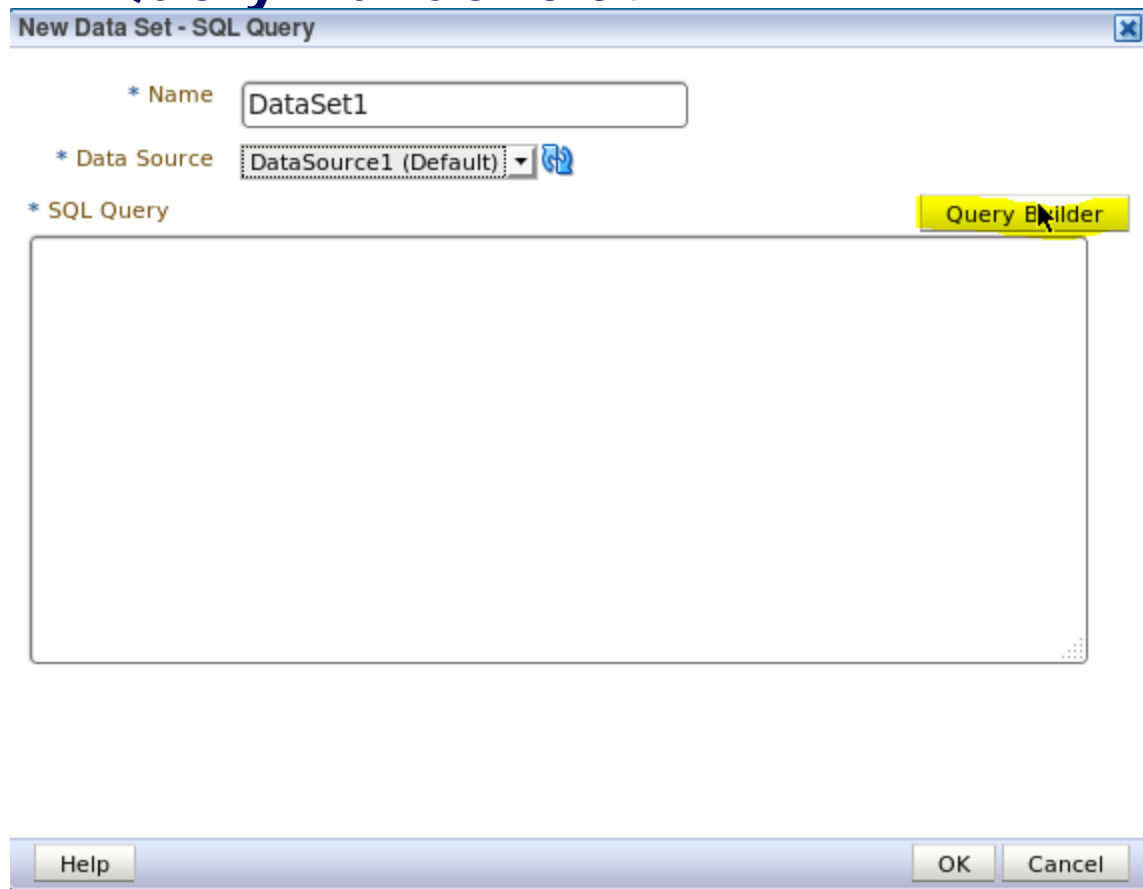 New Data Set - SQL Query
* Name
DataSet1
* Data Source
DataSource1 (Default)
* SQL Query
Query Builder
Help
OK
Cancel